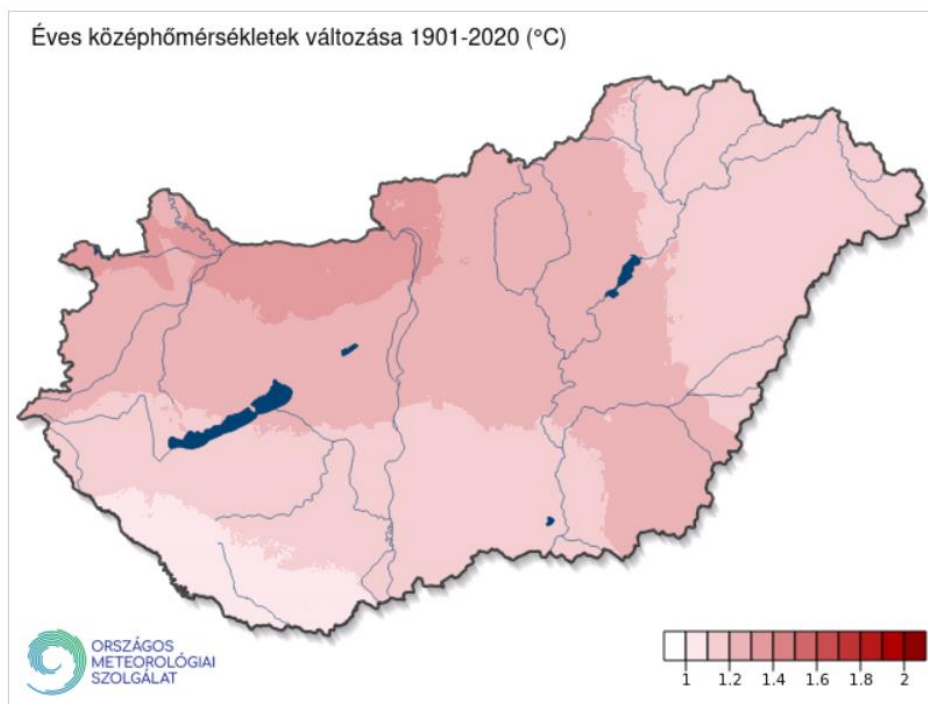 Éves középhőmérsékletek változása 1901-2020 (°C)
ORSZÁGOS
METEOROLÓGIAI
SZOLGÁLAT
1 1.2 1.4 1.6 1.8 2